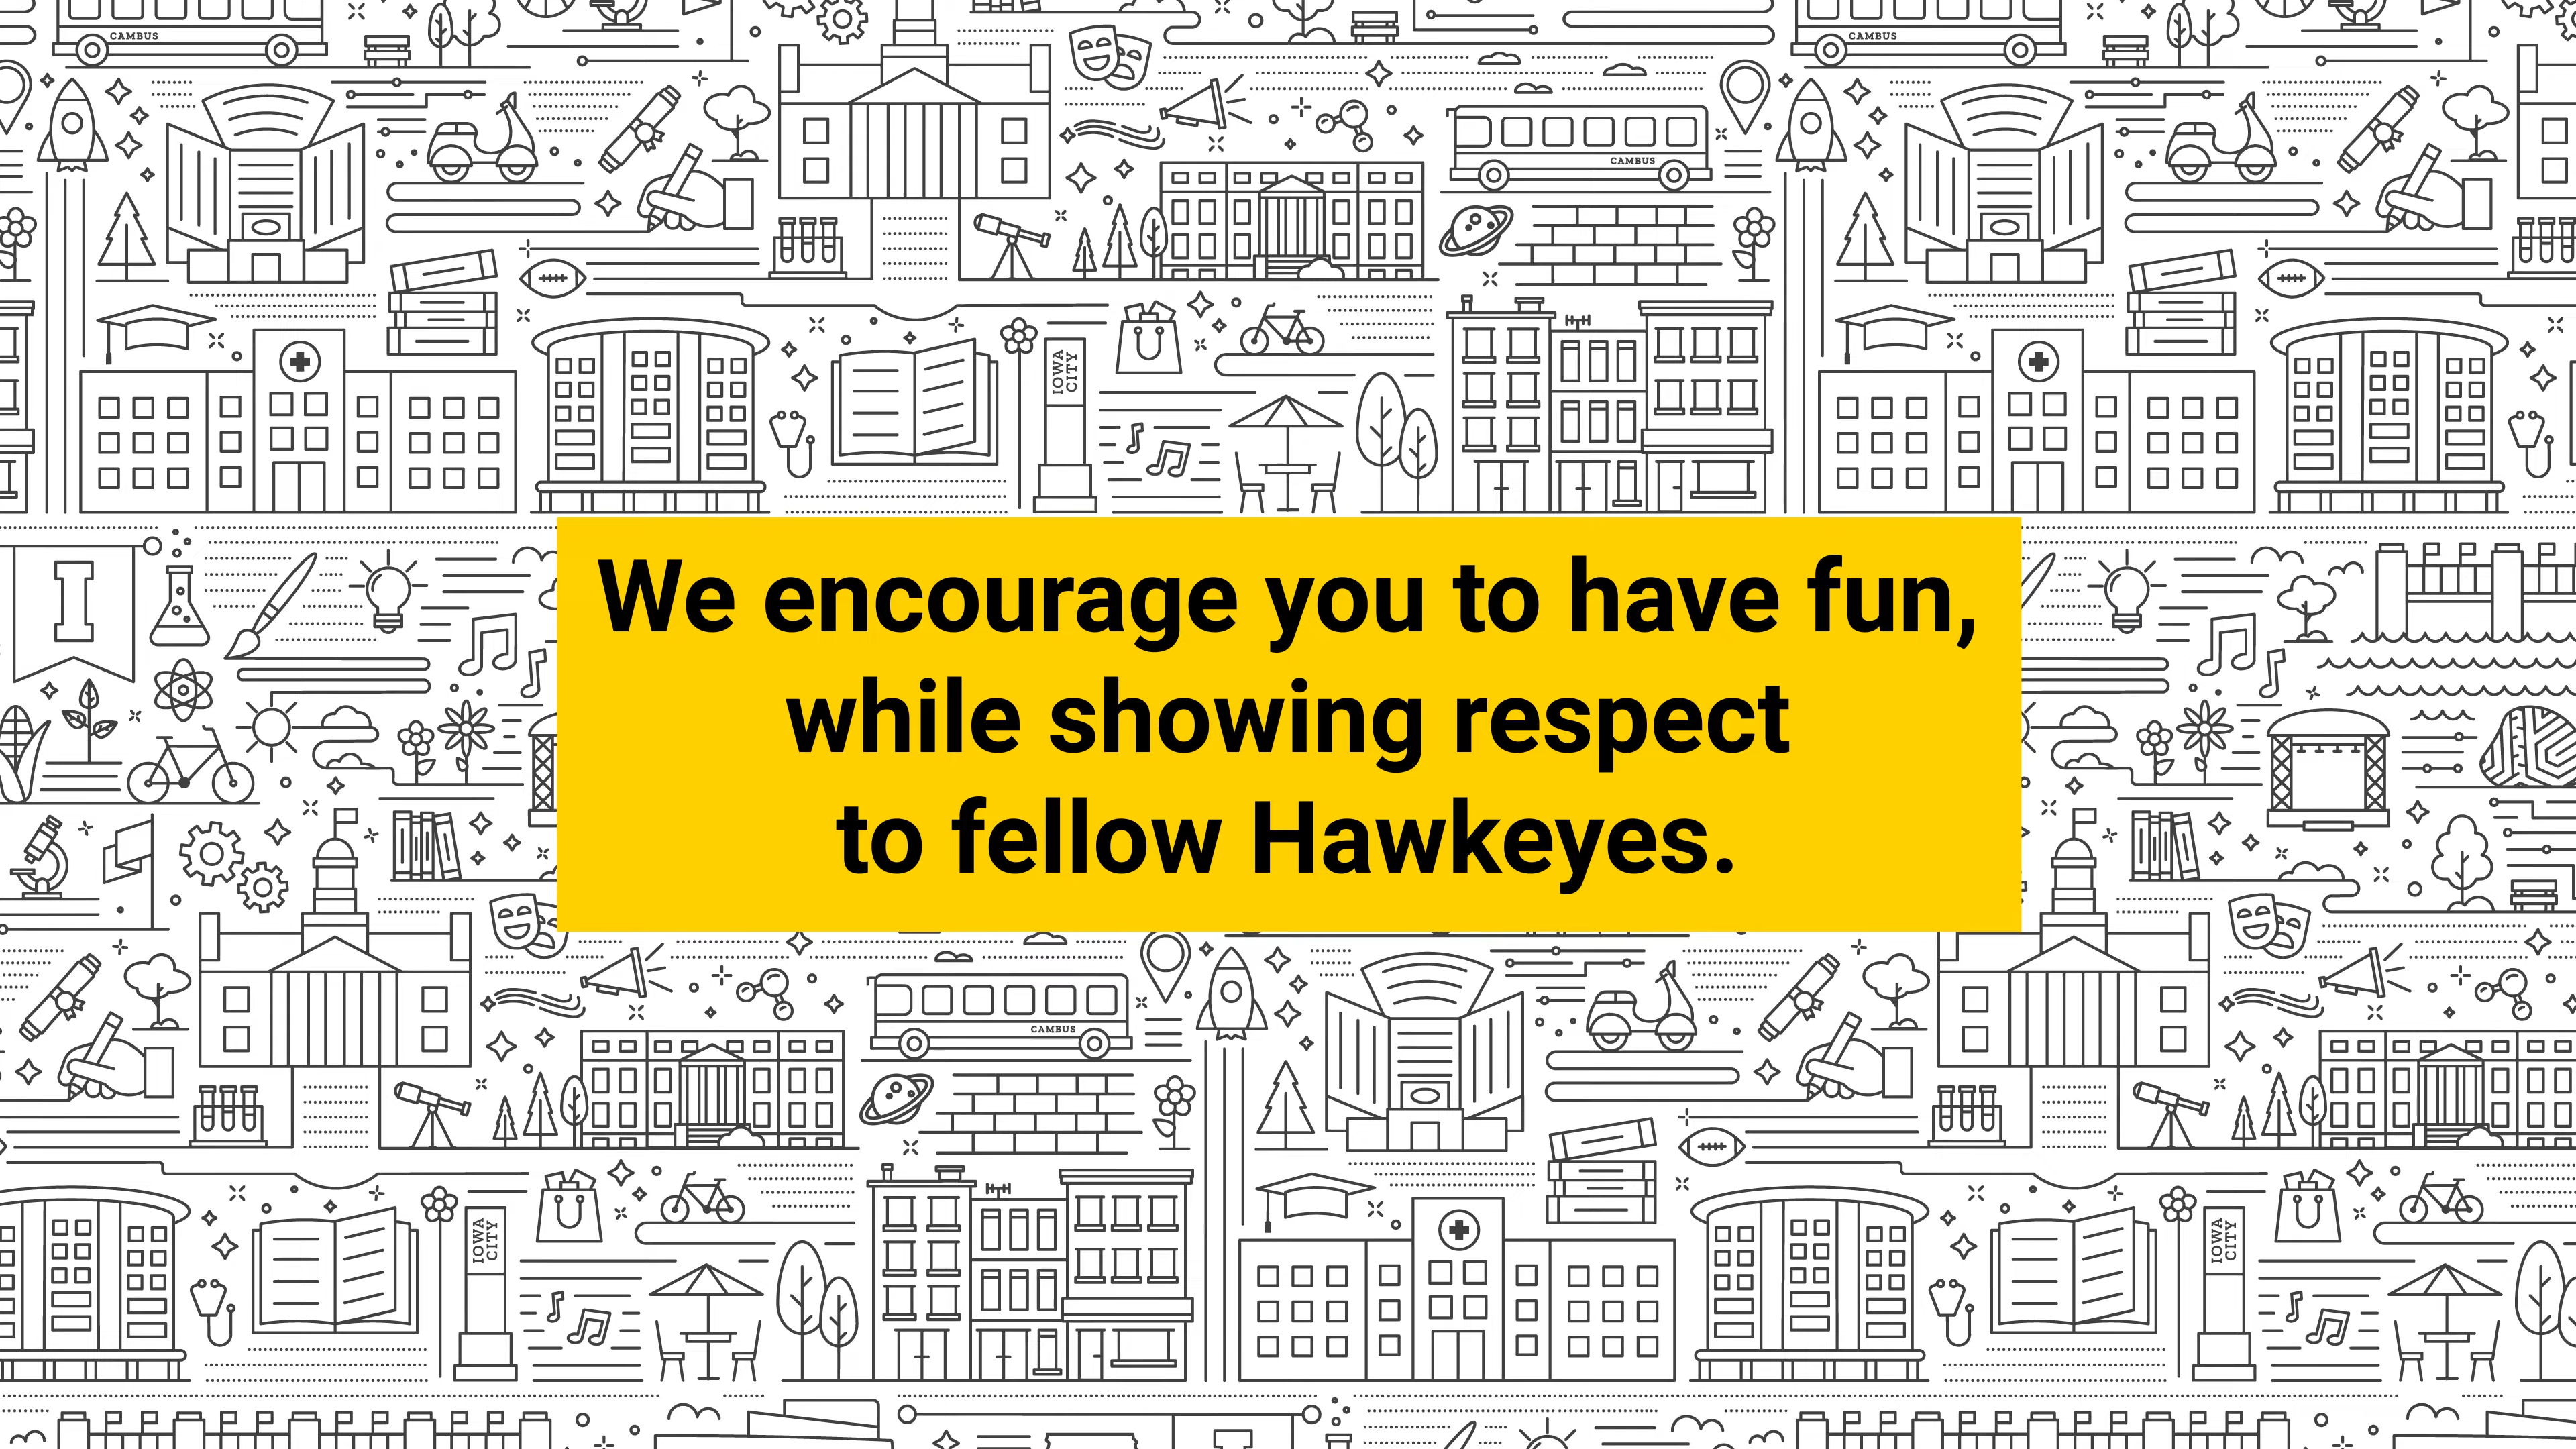 CAMBUS
CAMBUS
CAMBUS
IOWA
CITY
I
We encourage you to have fun,
while showing respect
to fellow Hawkeyes.
CAMBUS
IOWA
CITY
IOWA
CITY